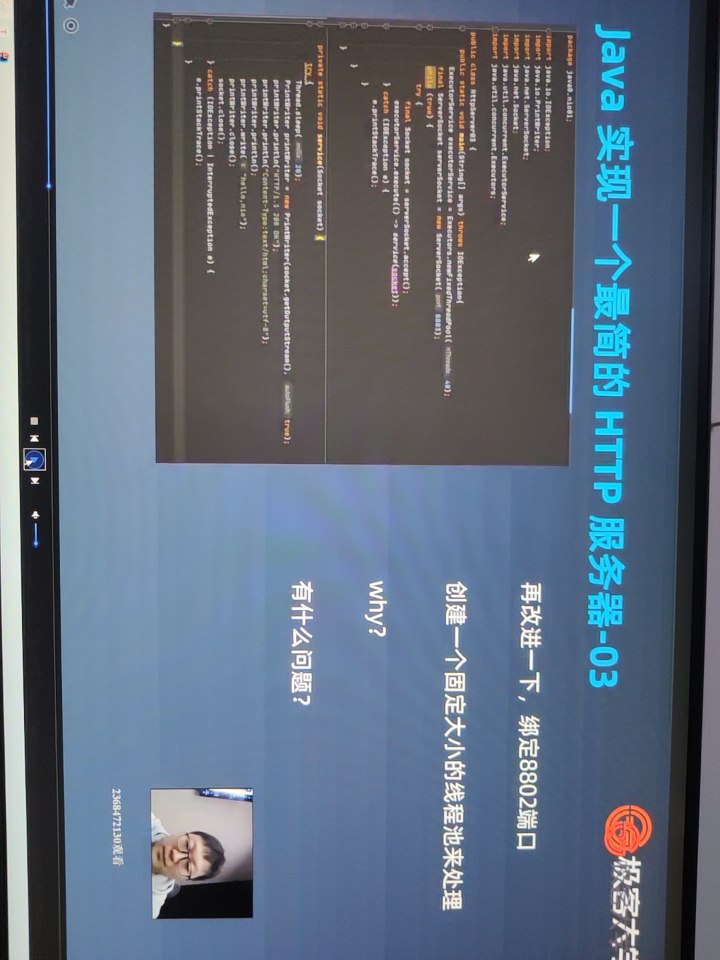 Java 实现一个最简的 HTTP 服务器-03
极客大学
package java0.nio01;
import java.io.IOException;
import java.io.PrintWriter;
import java.net.ServerSocket;
import java.net.Socket;
import java.util.concurrent.ExecutorService;
import java.util.concurrent.Executors;
public class HttpServer03 {
public static void main(String[] args) throws IOException{
ExecutorService executorService = Executors.newFixedThreadPool( nThreads: 40);
final ServerSocket serverSocket = new ServerSocket( port: 8803);
while (true) {
try {
final Socket socket = serverSocket.accept();
executorService.execute(() -> service(socket));
} catch (IOException e) {
e.printStackTrace();
}
}
}
private static void service(Socket socket) {
try {
Thread.sleep( millis: 20);
PrintWriter printWriter = new PrintWriter(socket.getOutputStream(), autoFlush: true);
printWriter.println("HTTP/1.1 200 OK");
printWriter.println("Content-Type:text/html;charset=utf-8");
printWriter.println();
printWriter.write( s: "hello,nio");
printWriter.close();
socket.close();
} catch (IOException | InterruptedException e) {
e.printStackTrace();
}
}
}
再改进一下，绑定8802端口
创建一个固定大小的线程池来处理
why?
有什么问题?
2368472130观看